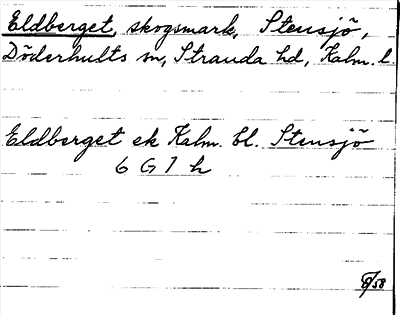 Eldberget, skogsmark, Stensjö,
Döderhults sn, Stranda hd, Kalm. l.
Eldberget ek Kalm. bl. Stensjö
6 G 7 h